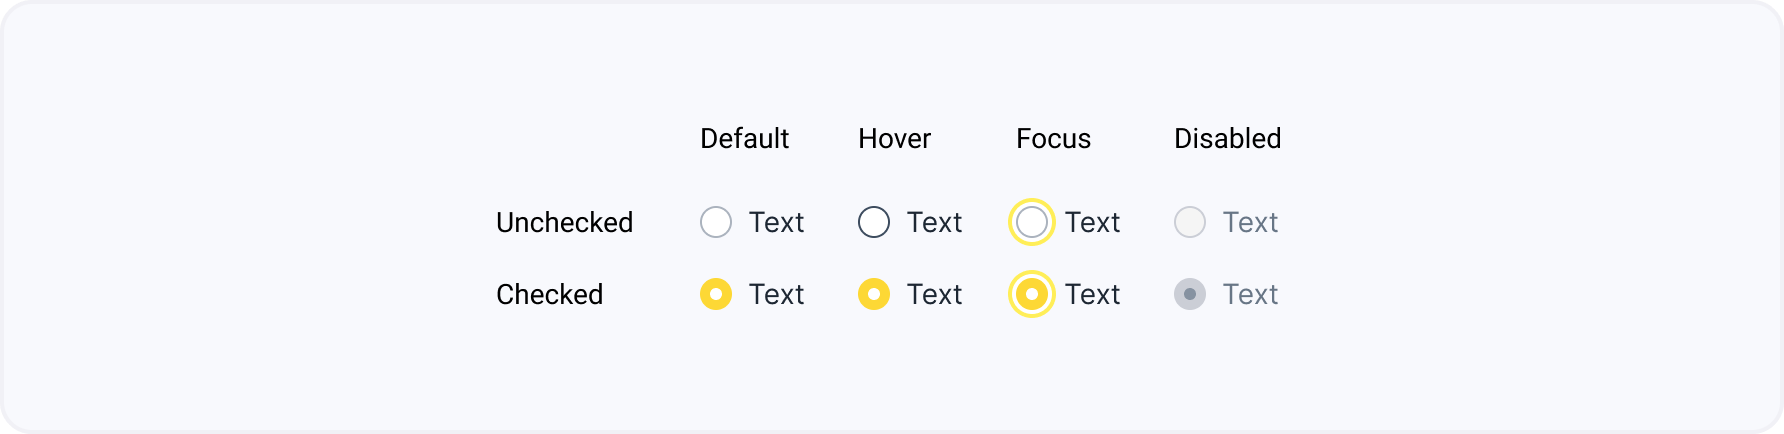 Default Hover Focus Disabled
Unchecked Text Text Text Text
Checked Text Text Text Text